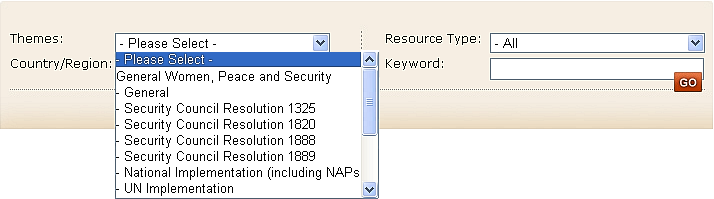 Themes:
- Please Select -
Resource Type:
- All
Country/Region:
Keyword:
GO
- Please Select -
General Women, Peace and Security
- General
- Security Council Resolution 1325
- Security Council Resolution 1820
- Security Council Resolution 1888
- Security Council Resolution 1889
- National Implementation (including NAPs
- UN Implementation